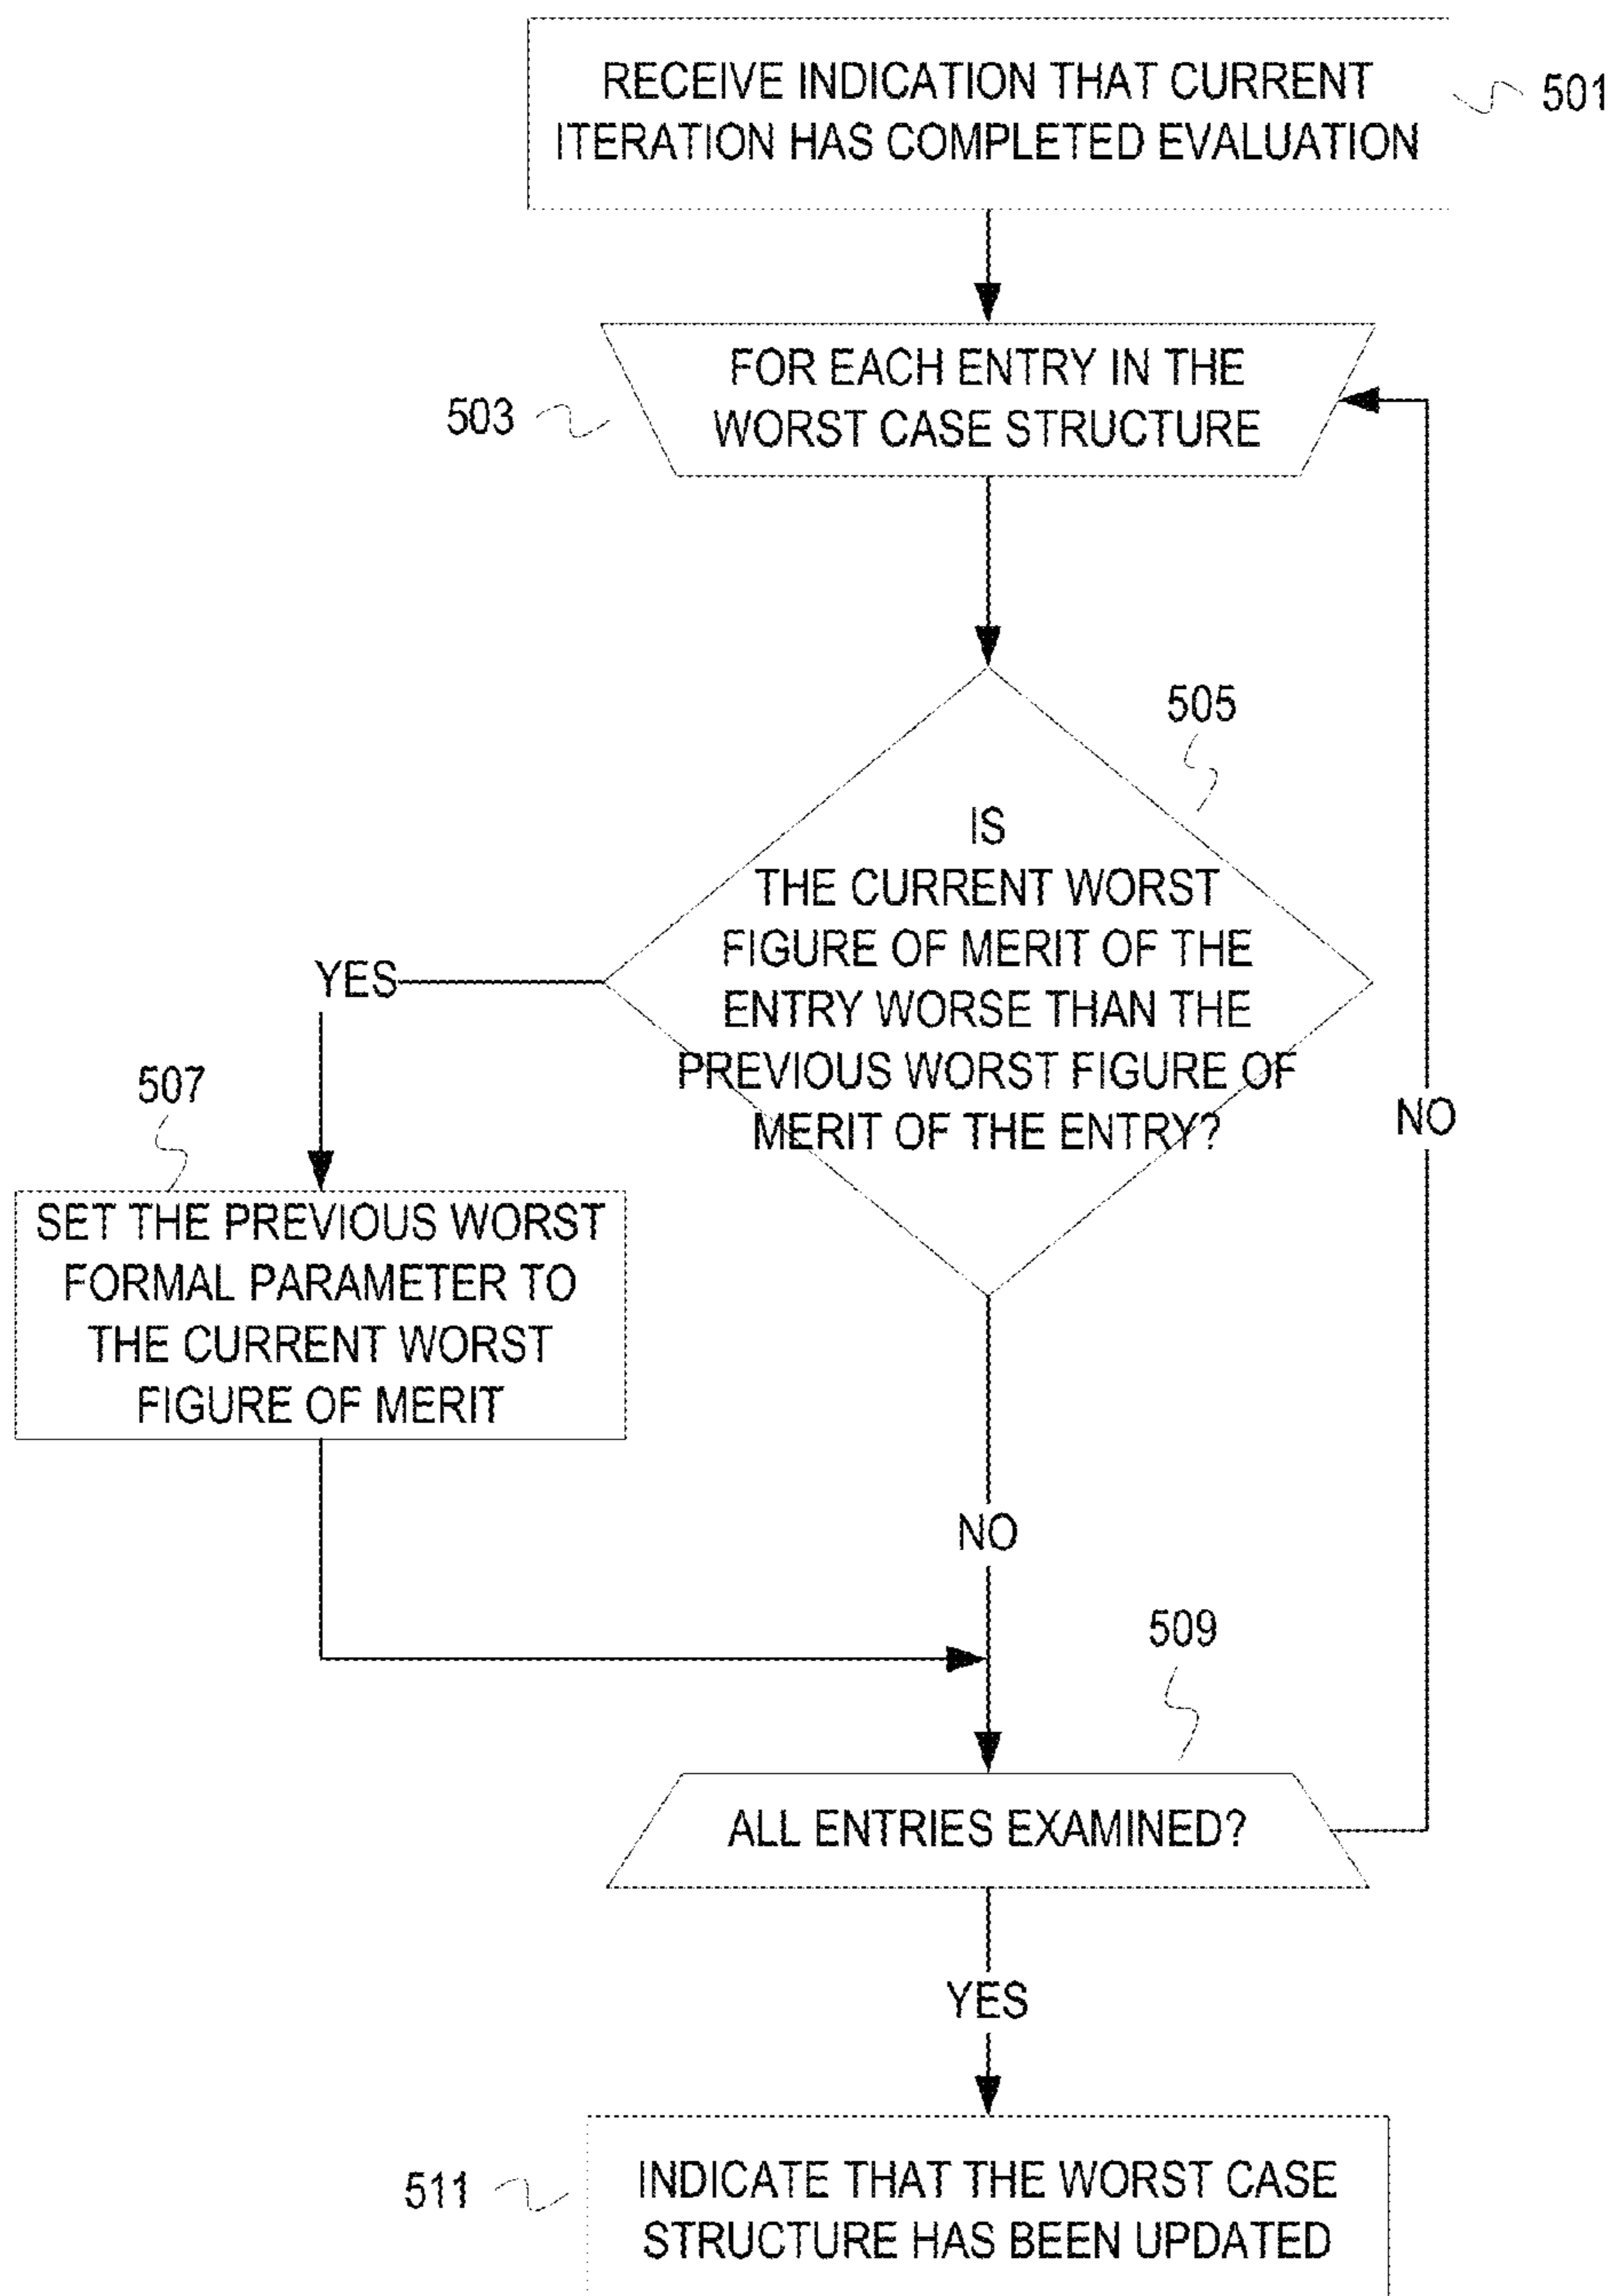 RECEIVE INDICATION THAT CURRENT
ITERATION HAS COMPLETED EVALUATION
501
FOR EACH ENTRY IN THE
WORST CASE STRUCTURE
503
505
IS
THE CURRENT WORST
FIGURE OF MERIT OF THE
ENTRY WORSE THAN THE
PREVIOUS WORST FIGURE OF
MERIT OF THE ENTRY?
YES
507
NO
SET THE PREVIOUS WORST
FORMAL PARAMETER TO
THE CURRENT WORST
FIGURE OF MERIT
NO
509
ALL ENTRIES EXAMINED?
YES
511
INDICATE THAT THE WORST CASE
STRUCTURE HAS BEEN UPDATED